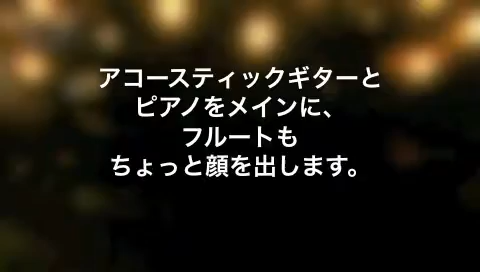 アコースティックギターと
ピアノをメインに、
フルートも
ちょっと顔を出します。